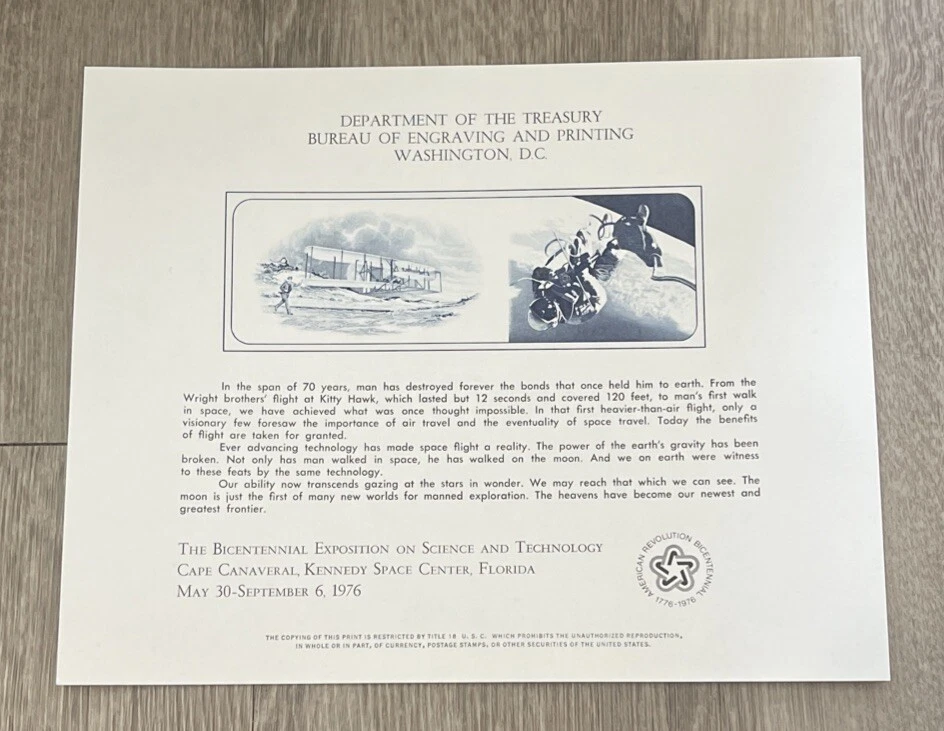 DEPARTMENT OF THE TREASURY
BUREAU OF ENGRAVING AND PRINTING
WASHINGTON, D.C.
In the span of 70 years, man has destroyed forever the bonds that once held him to earth. From the
Wright brothers' flight at Kitty Hawk, which lasted but 12 seconds and covered 120 feet, to man's first walk
in space, we have achieved what was once thought impossible. In that first heavier-than-air flight, only a
visionary few foresaw the importance of air travel and the eventuality of space travel. Today the benefits
of flight are taken for granted.
Ever advancing technology has made space flight a reality. The power of the earth's gravity has been
broken. Not only has man walked in space, he has walked on the moon. And we on earth were witness
to these feats by the same technology.
Our ability now transcends gazing at the stars in wonder. We may reach that which we can see. The
moon is just the first of many new worlds for manned exploration. The heavens have become our newest and
greatest frontier.
THE BICENTENNIAL EXPOSITION ON SCIENCE AND TECHNOLOGY
CAPE CANAVERAL, KENNEDY SPACE CENTER, FLORIDA
MAY 30-SEPTEMBER 6, 1976
AMERICAN REVOLUTION BICENTENNIAL
1776-1976
THE COPYING OF THIS PRINT IS RESTRICTED BY TITLE 18 U. S. C. WHICH PROHIBITS THE UNAUTHORIZED REPRODUCTION,
IN WHOLE OR IN PART, OF CURRENCY, POSTAGE STAMPS, OR OTHER SECURITIES OF THE UNITED STATES.